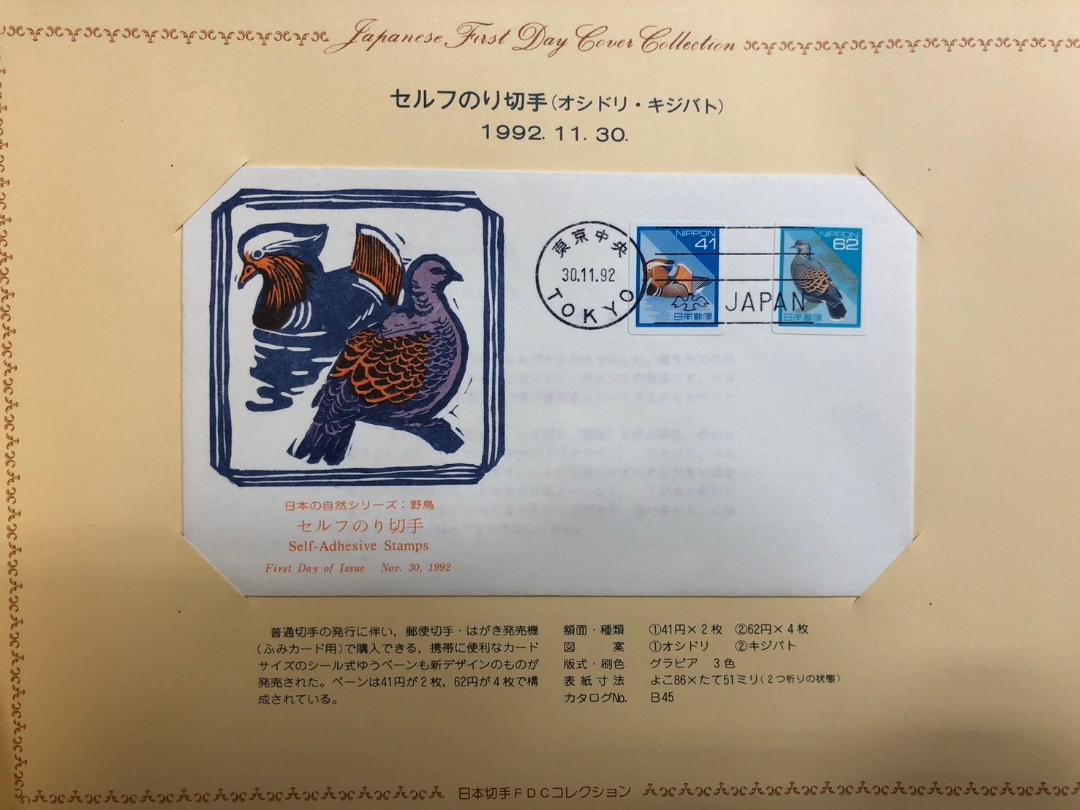 Japanese First Day Cover Collection
セルフのり切手(オシドリ・キジバト)
1992. 11. 30.
東京中央
30.11.92
TOKYO
NIPPON
41
日本郵便
JAPAN
NIPPON
62
日本郵便
日本の自然シリーズ:野鳥
セルフのり切手
Self-Adhesive Stamps
First Day of Issue Nov. 30, 1992
普通切手の発行に伴い,郵便切手・はがき発売機
(ふみカード用)で購入できる,携帯に便利なカード
サイズのシール式ゆうペーンも新デザインのものが
発売された。ペーンは41円が2枚,62円が4枚で構
成されている。
額面・種類 ①41円×2枚 ②62円×4枚
図案 ①オシドリ ②キジバト
版式・刷色 グラビア 3色
表紙寸法 よこ86×たて51ミリ(2つ折りの状態)
カタログNo. B45
日本切手FDCコレクション